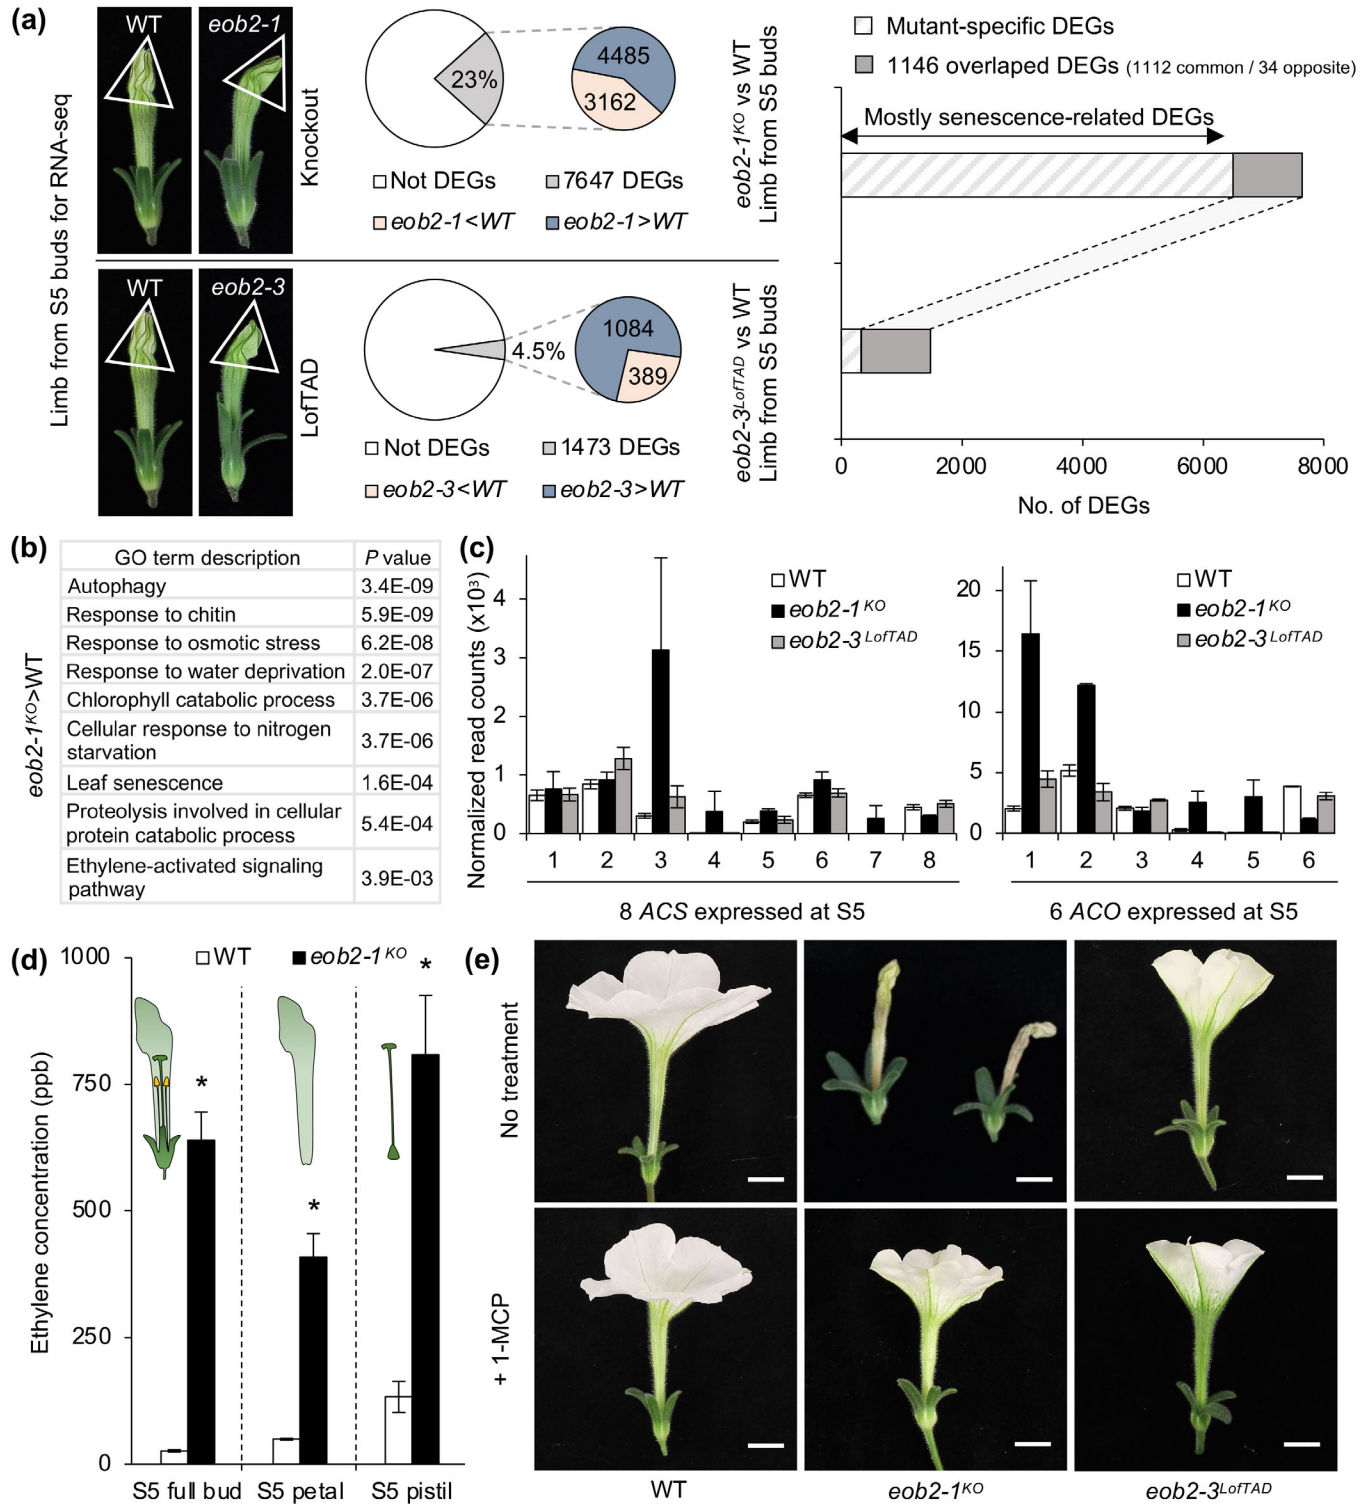 (a)
Limb from S5 buds for RNA-seq
WT
eob2-1
Knockout
23%
4485
3162
Not DEGs
7647 DEGs
eob2-1<WT
eob2-1>WT
WT
eob2-3
LofTAD
4.5%
1084
389
Not DEGs
1473 DEGs
eob2-3<WT
eob2-3>WT
Mutant-specific DEGs
1146 overlaped DEGs (1112 common / 34 opposite)
Mostly senescence-related DEGs
eob2-1KO vs WT
Limb from S5 buds
eob2-3LofTAD vs WT
Limb from S5 buds
0 2000 4000 6000 8000
No. of DEGs
(b)
eob2-1KO>WT
GO term description P value
Autophagy 3.4E-09
Response to chitin 5.9E-09
Response to osmotic stress 6.2E-08
Response to water deprivation 2.0E-07
Chlorophyll catabolic process 3.7E-06
Cellular response to nitrogen
starvation 3.7E-06
Leaf senescence 1.6E-04
Proteolysis involved in cellular
protein catabolic process 5.4E-04
Ethylene-activated signaling
pathway 3.9E-03
(c)
Normalized read counts (x10³)
4
3
2
1
0
WT
eob2-1KO
eob2-3LofTAD
1 2 3 4 5 6 7 8
8 ACS expressed at S5
20
15
10
5
0
WT
eob2-1KO
eob2-3LofTAD
1 2 3 4 5 6
6 ACO expressed at S5
(d)
Ethylene concentration (ppb)
1000
750
500
250
0
WT
eob2-1KO
*
*
*
S5 full bud S5 petal S5 pistil
(e)
No treatment
+ 1-MCP
WT
eob2-1KO
eob2-3LofTAD